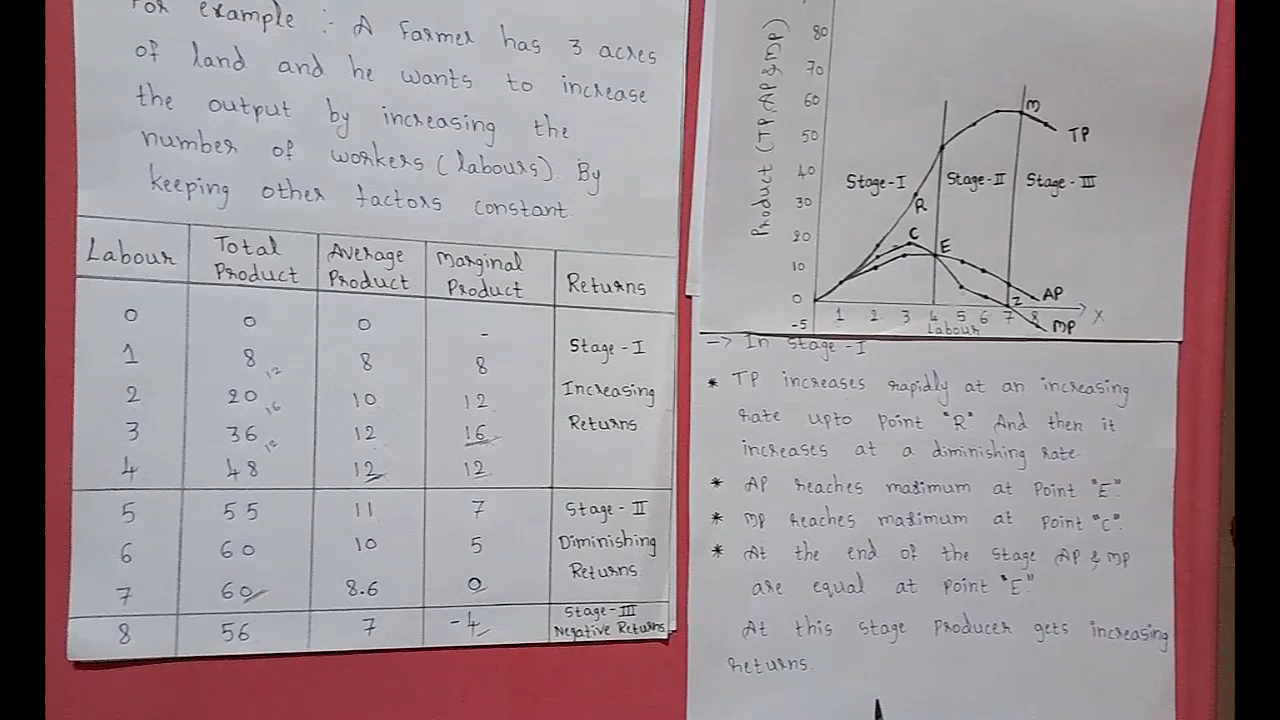 For example :- A Farmer has 3 acres
of land and he wants to increase
the output by increasing the
number of workers (labours). By
keeping other factors constant.
Labour Total Product Average Product Marginal Product Returns
0 0 0 -
1 8 8 8 Stage-I
12
2 20 10 12 Increasing
16
3 36 12 16 Returns
12
4 48 12 12
5 55 11 7 Stage-II
6 60 10 5 Diminishing
7 60 8.6 0 Returns
8 56 7 -4 Stage-III Negative Returns
Product (TP, AP & MP)
80
70
60
50
40
30
20
10
0
-5
Stage-I Stage-II Stage-III
M
TP
R
C
E
AP
Z
MP
1 2 3 4 5 6 7 8 X
Labour
-> In Stage-I
* TP increases rapidly at an increasing
rate upto point "R" And then it
increases at a diminishing rate.
* AP reaches maximum at Point "E".
* MP reaches maximum at Point "C".
* At the end of the stage AP & MP
are equal at point "E"
At this stage Producer gets increasing
returns.